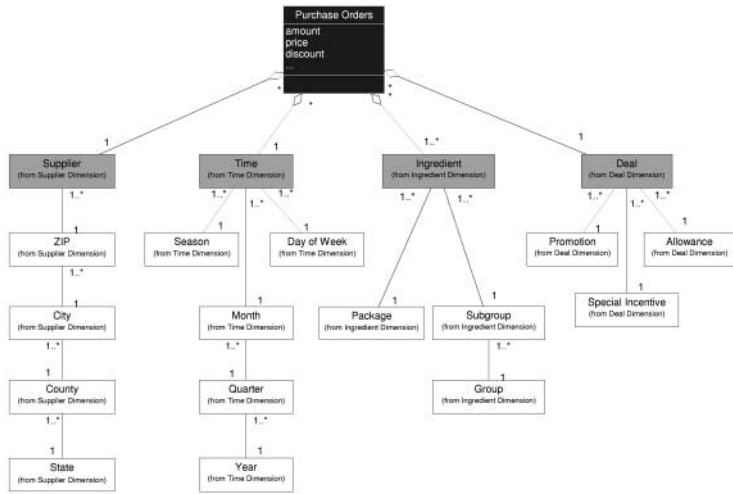 Purchase Orders
amount
price
discount
...
* * * *
1 1 1..* 1
Supplier Time Ingredient Deal
(from Supplier Dimension) (from Time Dimension) (from Ingredient Dimension) (from Deal Dimension)
1..* 1..* 1..* 1..* 1..* 1..* 1..* 1..* 1..*
1 1 1 1 1
ZIP Season Day of Week Promotion Allowance
(from Supplier Dimension) (from Time Dimension) (from Time Dimension) (from Deal Dimension) (from Deal Dimension)
1..*
1 1 1 1 1
City Month Package Subgroup Special Incentive
(from Supplier Dimension) (from Time Dimension) (from Ingredient Dimension) (from Ingredient Dimension) (from Deal Dimension)
1..* 1..* 1..*
1 1 1
County Quarter Group
(from Supplier Dimension) (from Time Dimension) (from Ingredient Dimension)
1..* 1..*
1 1
State Year
(from Supplier Dimension) (from Time Dimension)